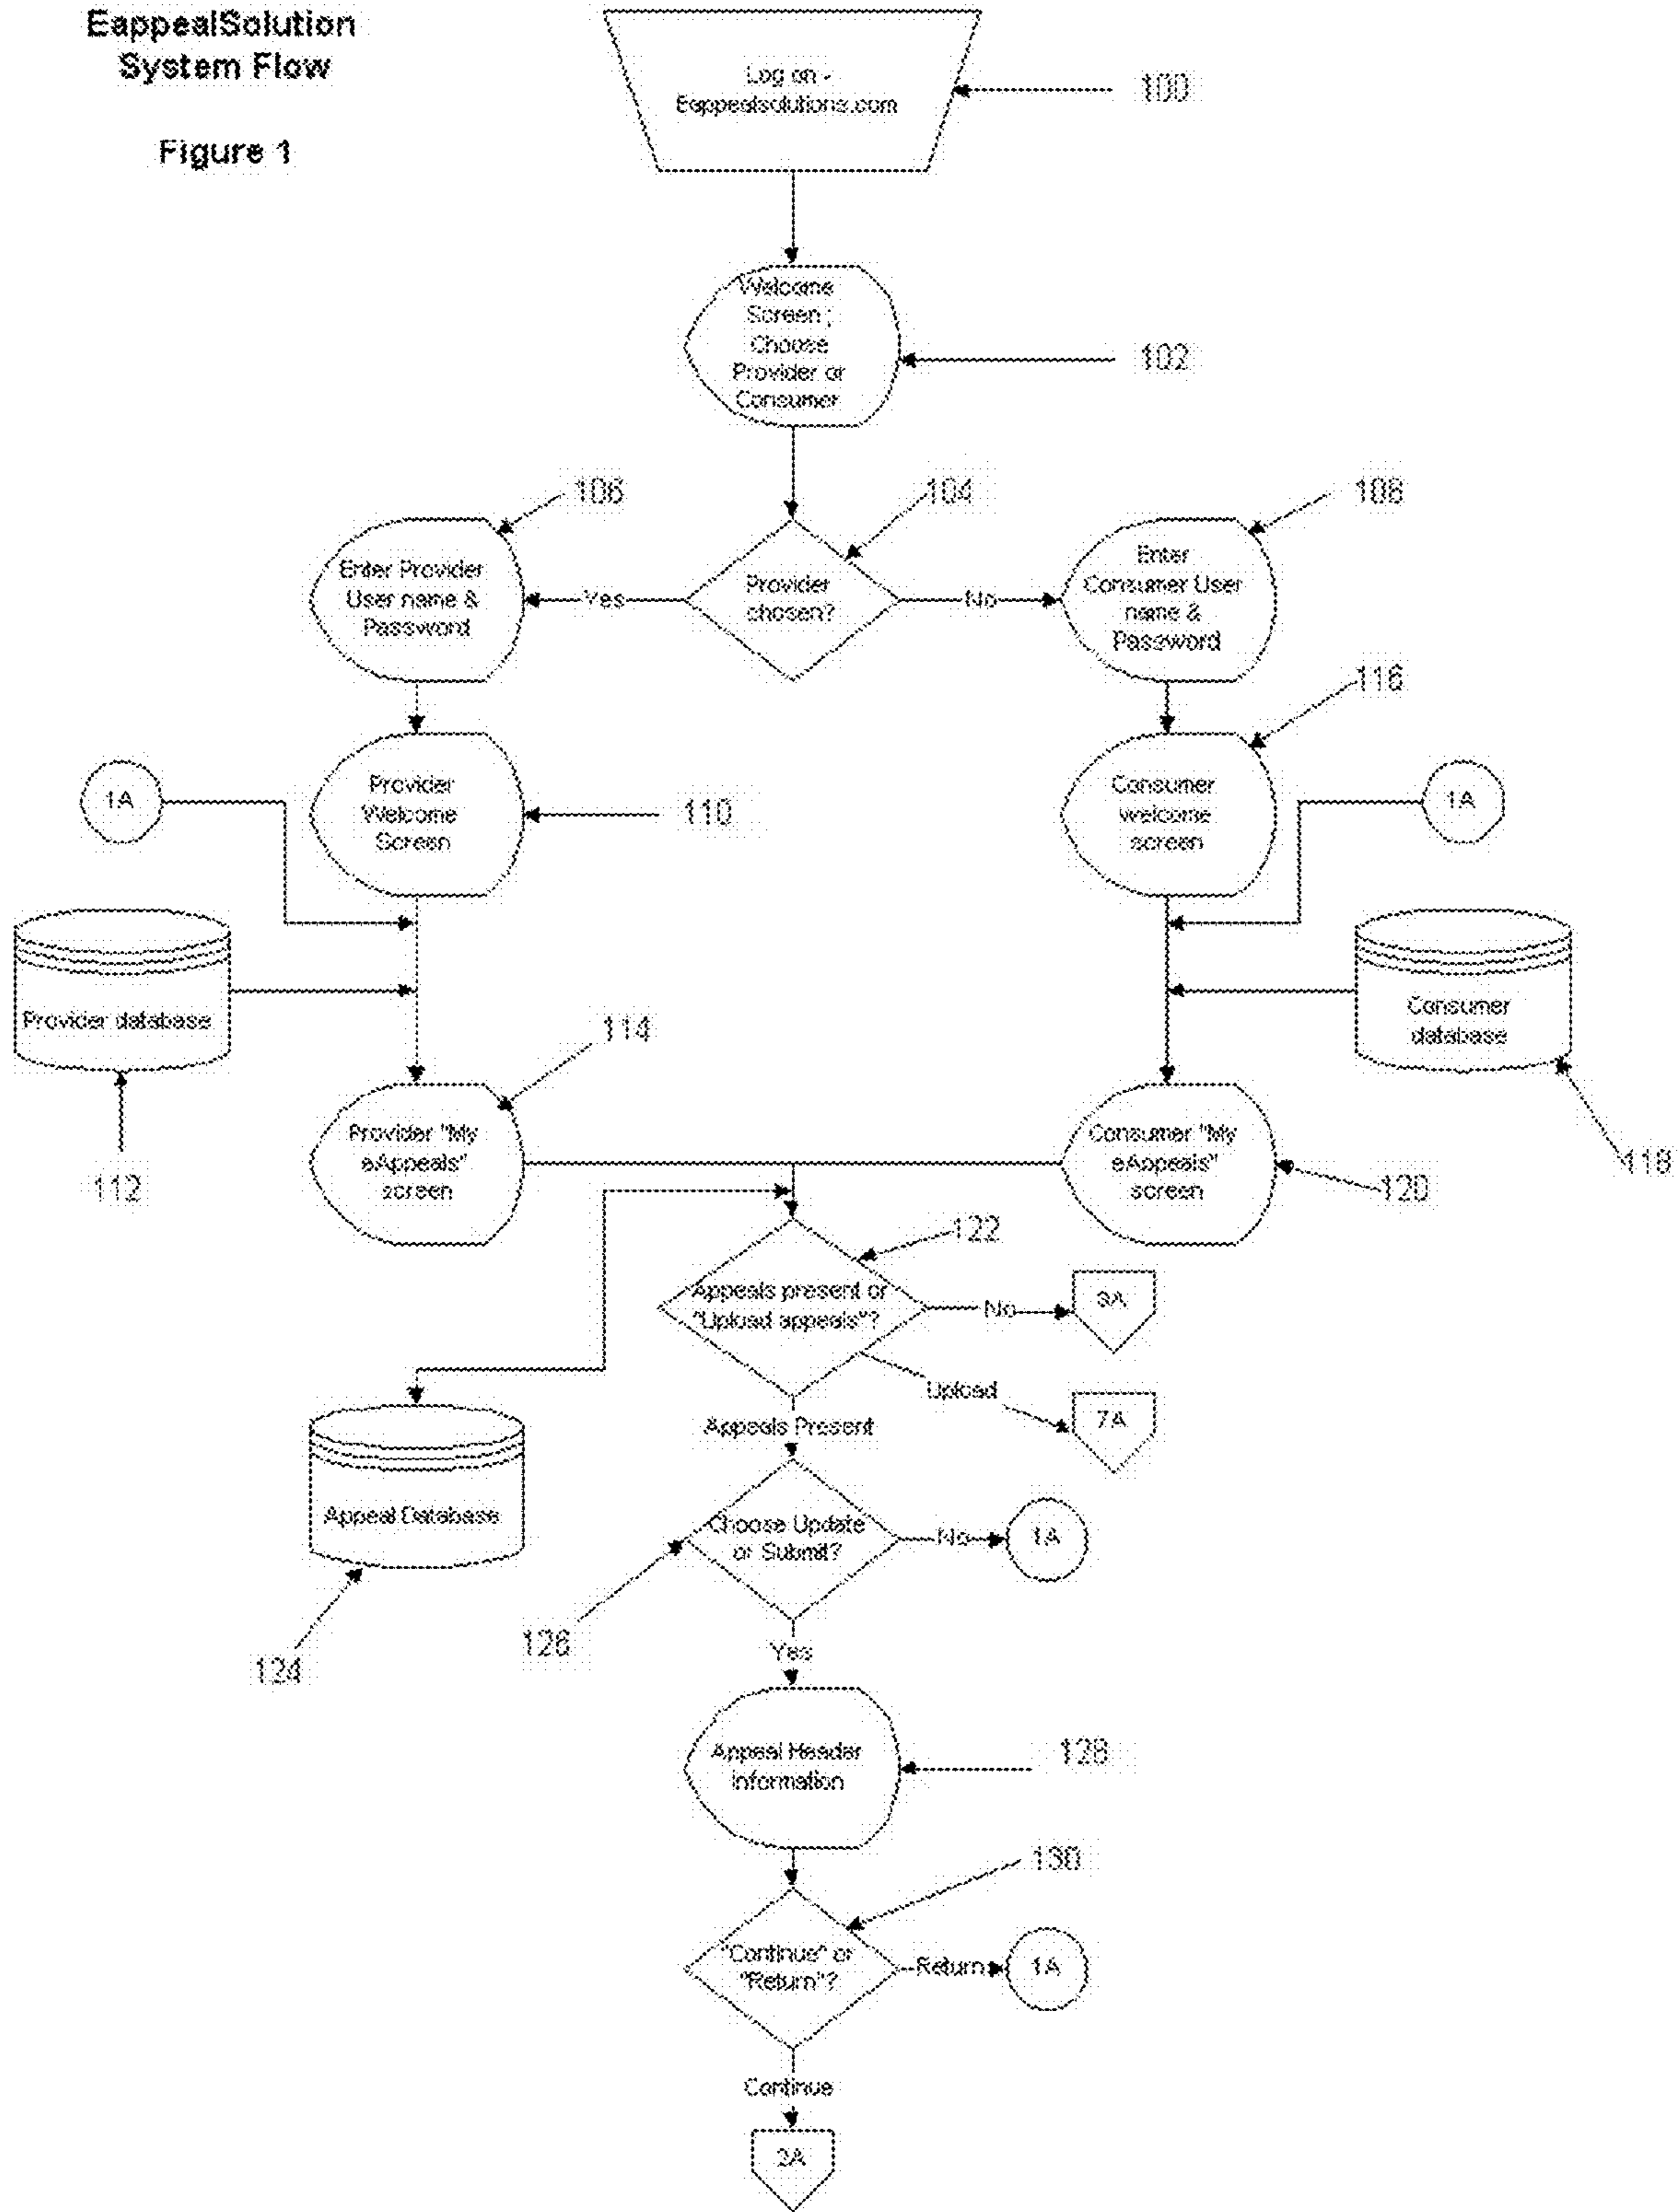 EappealSolution
System Flow
Figure 1
Log on -
Eappealsolutions.com
100
Welcome
Screen ;
Choose
Provider or
Consumer
102
106
104
108
Enter Provider
User name &
Password
Yes
Provider
chosen?
No
Enter
Consumer User
name &
Password
116
1A
Provider
Welcome
Screen
110
Consumer
welcome
screen
1A
Provider database
112
114
Consumer
database
118
Provider "My
eAppeals"
screen
Consumer "My
eAppeals"
screen
120
122
Appeals present or
"Upload appeals"?
No
3A
Upload
7A
Appeals Present
Appeal Database
124
Choose Update
or Submit?
No
1A
126
Yes
Appeal Header
Information
128
130
"Continue" or
"Return"?
Return
1A
Continue
2A